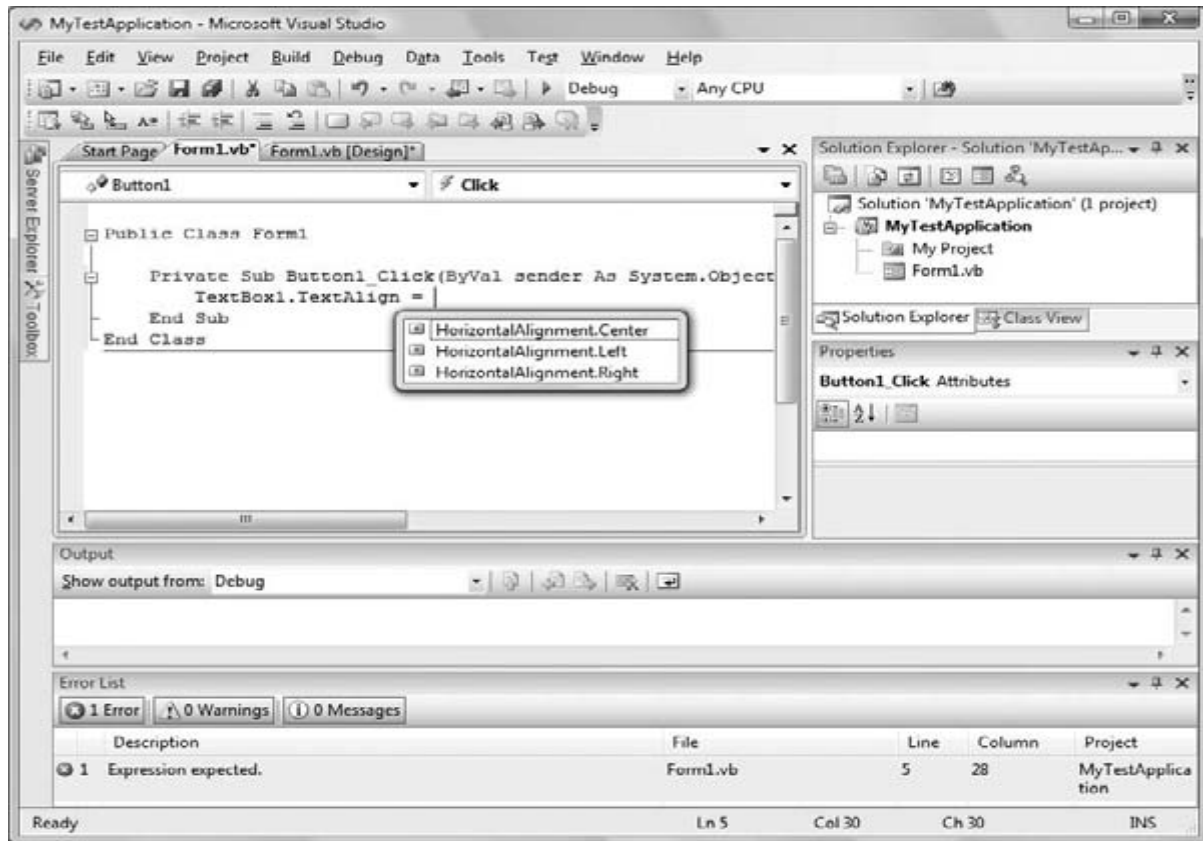 MyTestApplication - Microsoft Visual Studio
File Edit View Project Build Debug Data Tools Test Window Help
Debug Any CPU
Start Page Form1.vb* Form1.vb [Design]*
Button1 Click
Public Class Form1
Private Sub Button1_Click(ByVal sender As System.Object
TextBox1.TextAlign =
End Sub
End Class
HorizontalAlignment.Center
HorizontalAlignment.Left
HorizontalAlignment.Right
Server Explorer
Toolbox
Solution Explorer - Solution 'MyTestAp...
Solution 'MyTestApplication' (1 project)
MyTestApplication
My Project
Form1.vb
Solution Explorer Class View
Properties
Button1_Click Attributes
Output
Show output from: Debug
Error List
1 Error 0 Warnings 0 Messages
Description File Line Column Project
1 Expression expected. Form1.vb 5 28 MyTestApplica
tion
Ready Ln 5 Col 30 Ch 30 INS